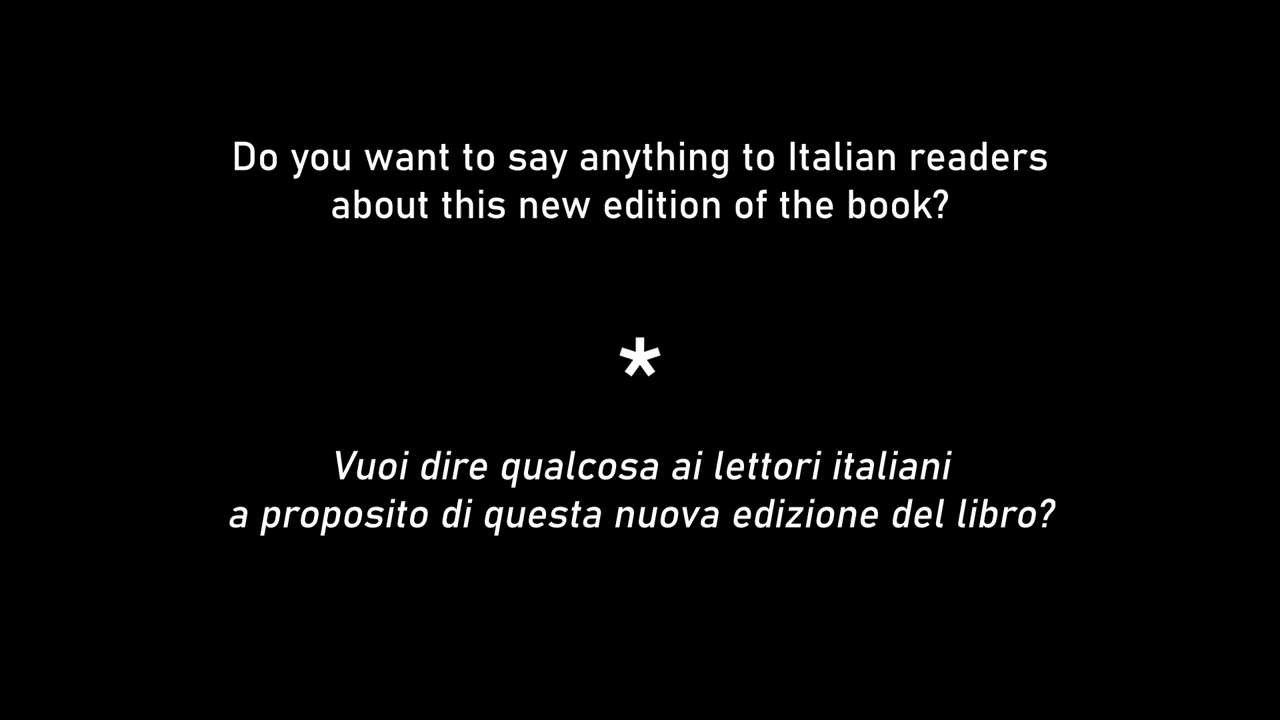 Do you want to say anything to Italian readers
about this new edition of the book?
*
Vuoi dire qualcosa ai lettori italiani
a proposito di questa nuova edizione del libro?